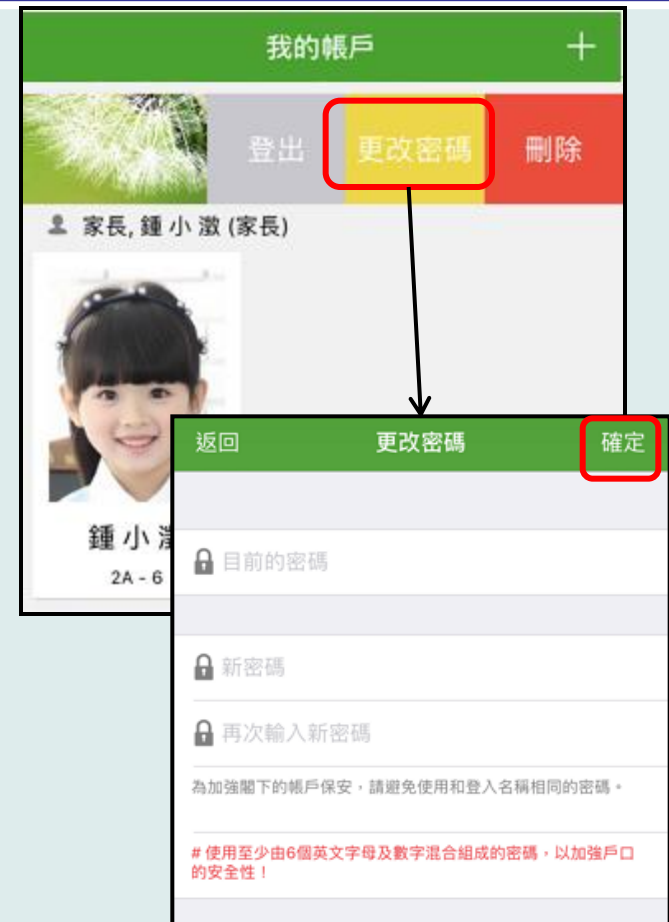 我的帳戶 +
登出 更改密碼 刪除
家長, 鍾 小 澂 (家長)
返回 更改密碼 確定
鍾 小
2A - 6
目前的密碼
新密碼
再次輸入新密碼
為加強閣下的帳戶保安，請避免使用和登入名稱相同的密碼。
# 使用至少由6個英文字母及數字混合組成的密碼，以加強戶口
的安全性！